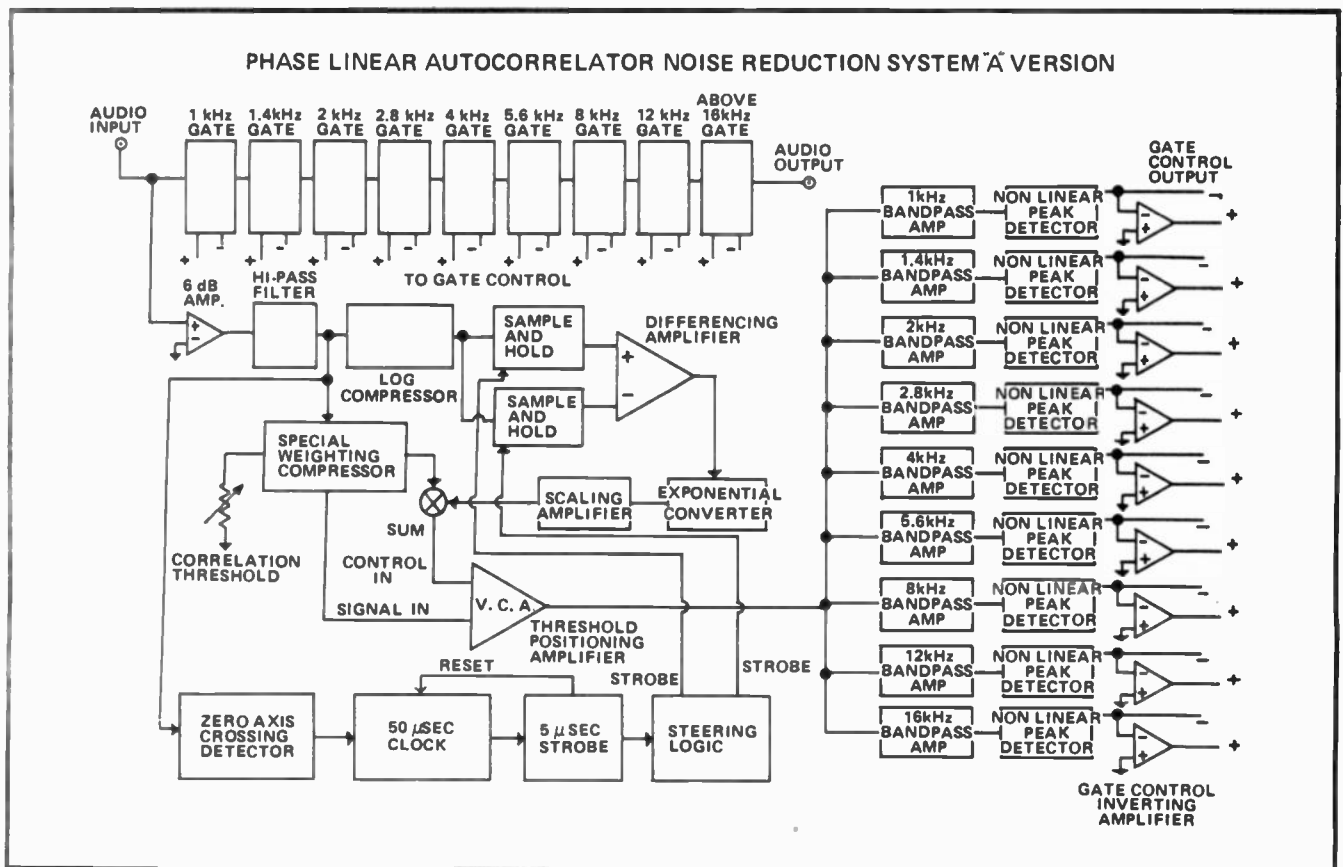 PHASE LINEAR AUTOCORRELATOR NOISE REDUCTION SYSTEM "A" VERSION
AUDIO
INPUT
1 kHz
GATE
1.4kHz
GATE
2 kHz
GATE
2.8 kHz
GATE
4 kHz
GATE
5.6 kHz
GATE
8 kHz
GATE
12 kHz
GATE
ABOVE
16kHz
GATE
AUDIO
OUTPUT
+ - + - + - + - + - + - + - + - + -
TO GATE CONTROL
6 dB
AMP.
+
-
HI-PASS
FILTER
LOG
COMPRESSOR
SAMPLE
AND
HOLD
SAMPLE
AND
HOLD
DIFFERENCING
AMPLIFIER
+
-
SPECIAL
WEIGHTING
COMPRESSOR
CORRELATION
THRESHOLD
SUM
SCALING
AMPLIFIER
EXPONENTIAL
CONVERTER
CONTROL
IN
SIGNAL IN
V. C. A.
THRESHOLD
POSITIONING
AMPLIFIER
RESET
STROBE
STROBE
ZERO AXIS
CROSSING
DETECTOR
50 µSEC
CLOCK
5 µ SEC
STROBE
STEERING
LOGIC
GATE
CONTROL
OUTPUT
1kHz
BANDPASS
AMP
NON LINEAR
PEAK
DETECTOR
-
+
-
+
1.4kHz
BANDPASS
AMP
NON LINEAR
PEAK
DETECTOR
-
+
-
+
2kHz
BANDPASS
AMP
NON LINEAR
PEAK
DETECTOR
-
+
-
+
2.8kHz
BANDPASS
AMP
NON LINEAR
PEAK
DETECTOR
-
+
-
+
4kHz
BANDPASS
AMP
NON LINEAR
PEAK
DETECTOR
-
+
-
+
5.6kHz
BANDPASS
AMP
NON LINEAR
PEAK
DETECTOR
-
+
-
+
8kHz
BANDPASS
AMP
NON LINEAR
PEAK
DETECTOR
-
+
-
+
12kHz
BANDPASS
AMP
NON LINEAR
PEAK
DETECTOR
-
+
-
+
16kHz
BANDPASS
AMP
NON LINEAR
PEAK
DETECTOR
-
+
-
+
GATE CONTROL
INVERTING
AMPLIFIER